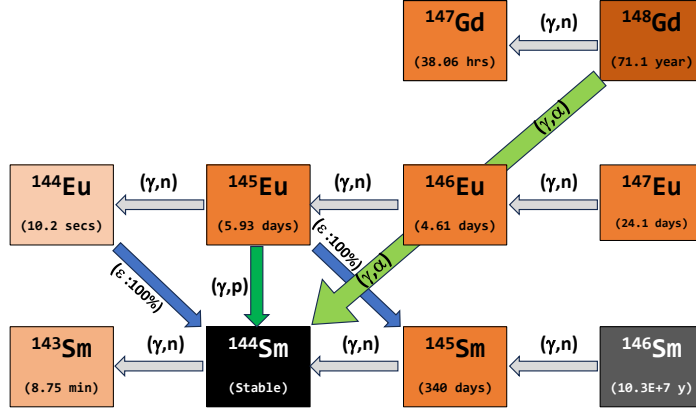 ¹⁴⁷Gd
(38.06 hrs)
(γ,n)
¹⁴⁸Gd
(71.1 year)
(γ,α)
¹⁴⁴Eu
(10.2 secs)
(γ,n)
¹⁴⁵Eu
(5.93 days)
(γ,n)
¹⁴⁶Eu
(4.61 days)
(γ,n)
¹⁴⁷Eu
(24.1 days)
(ε:100%)
(γ,p)
(ε:100%)
(γ,α)
¹⁴³Sm
(8.75 min)
(γ,n)
¹⁴⁴Sm
(Stable)
(γ,n)
¹⁴⁵Sm
(340 days)
(γ,n)
¹⁴⁶Sm
(10.3E+7 y)